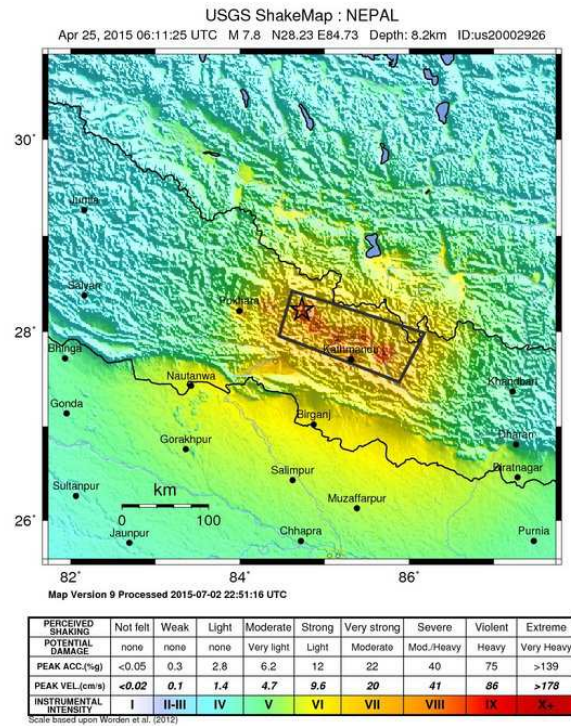 USGS ShakeMap : NEPAL
Apr 25, 2015 06:11:25 UTC M 7.8 N28.23 E84.73 Depth: 8.2km ID:us20002926
30°
Jumla
Salyan
Pokhara
28°
Bhinga
Kathmandu
Nautanwa
Khandbari
Gonda
Birganj
Dharan
Gorakhpur
Biratnagar
Salimpur
Sultanpur
km
Muzaffarpur
0 100
26°
Jaunpur
Chhapra
Purnia
82° 84° 86°
Map Version 9 Processed 2015-07-02 22:51:16 UTC
PERCEIVED SHAKING Not felt Weak Light Moderate Strong Very strong Severe Violent Extreme
POTENTIAL DAMAGE none none none Very light Light Moderate Mod./Heavy Heavy Very Heavy
PEAK ACC.(%g) <0.05 0.3 2.8 6.2 12 22 40 75 >139
PEAK VEL.(cm/s) <0.02 0.1 1.4 4.7 9.6 20 41 86 >178
INSTRUMENTAL INTENSITY I II-III IV V VI VII VIII IX X+
Scale based upon Worden et al. (2012)